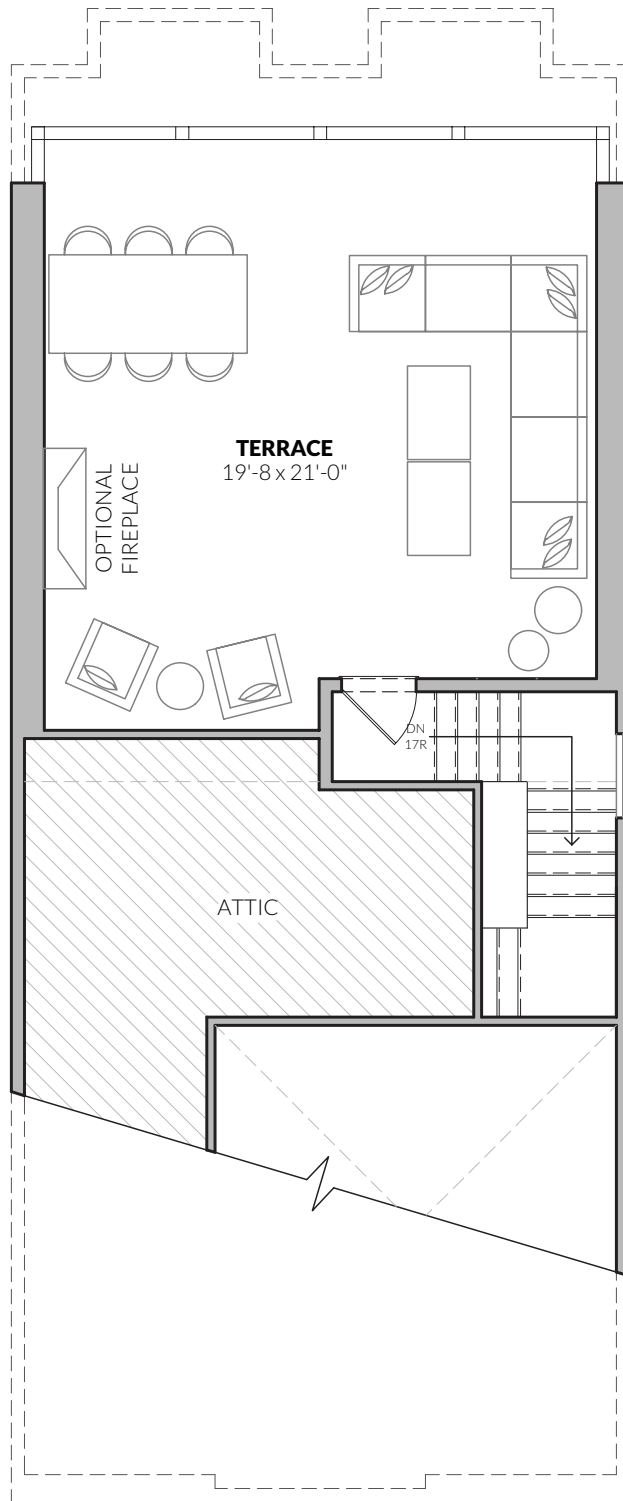 TERRACE
19'-8 x 21'-0"
OPTIONAL
FIREPLACE
DN
17R
ATTIC